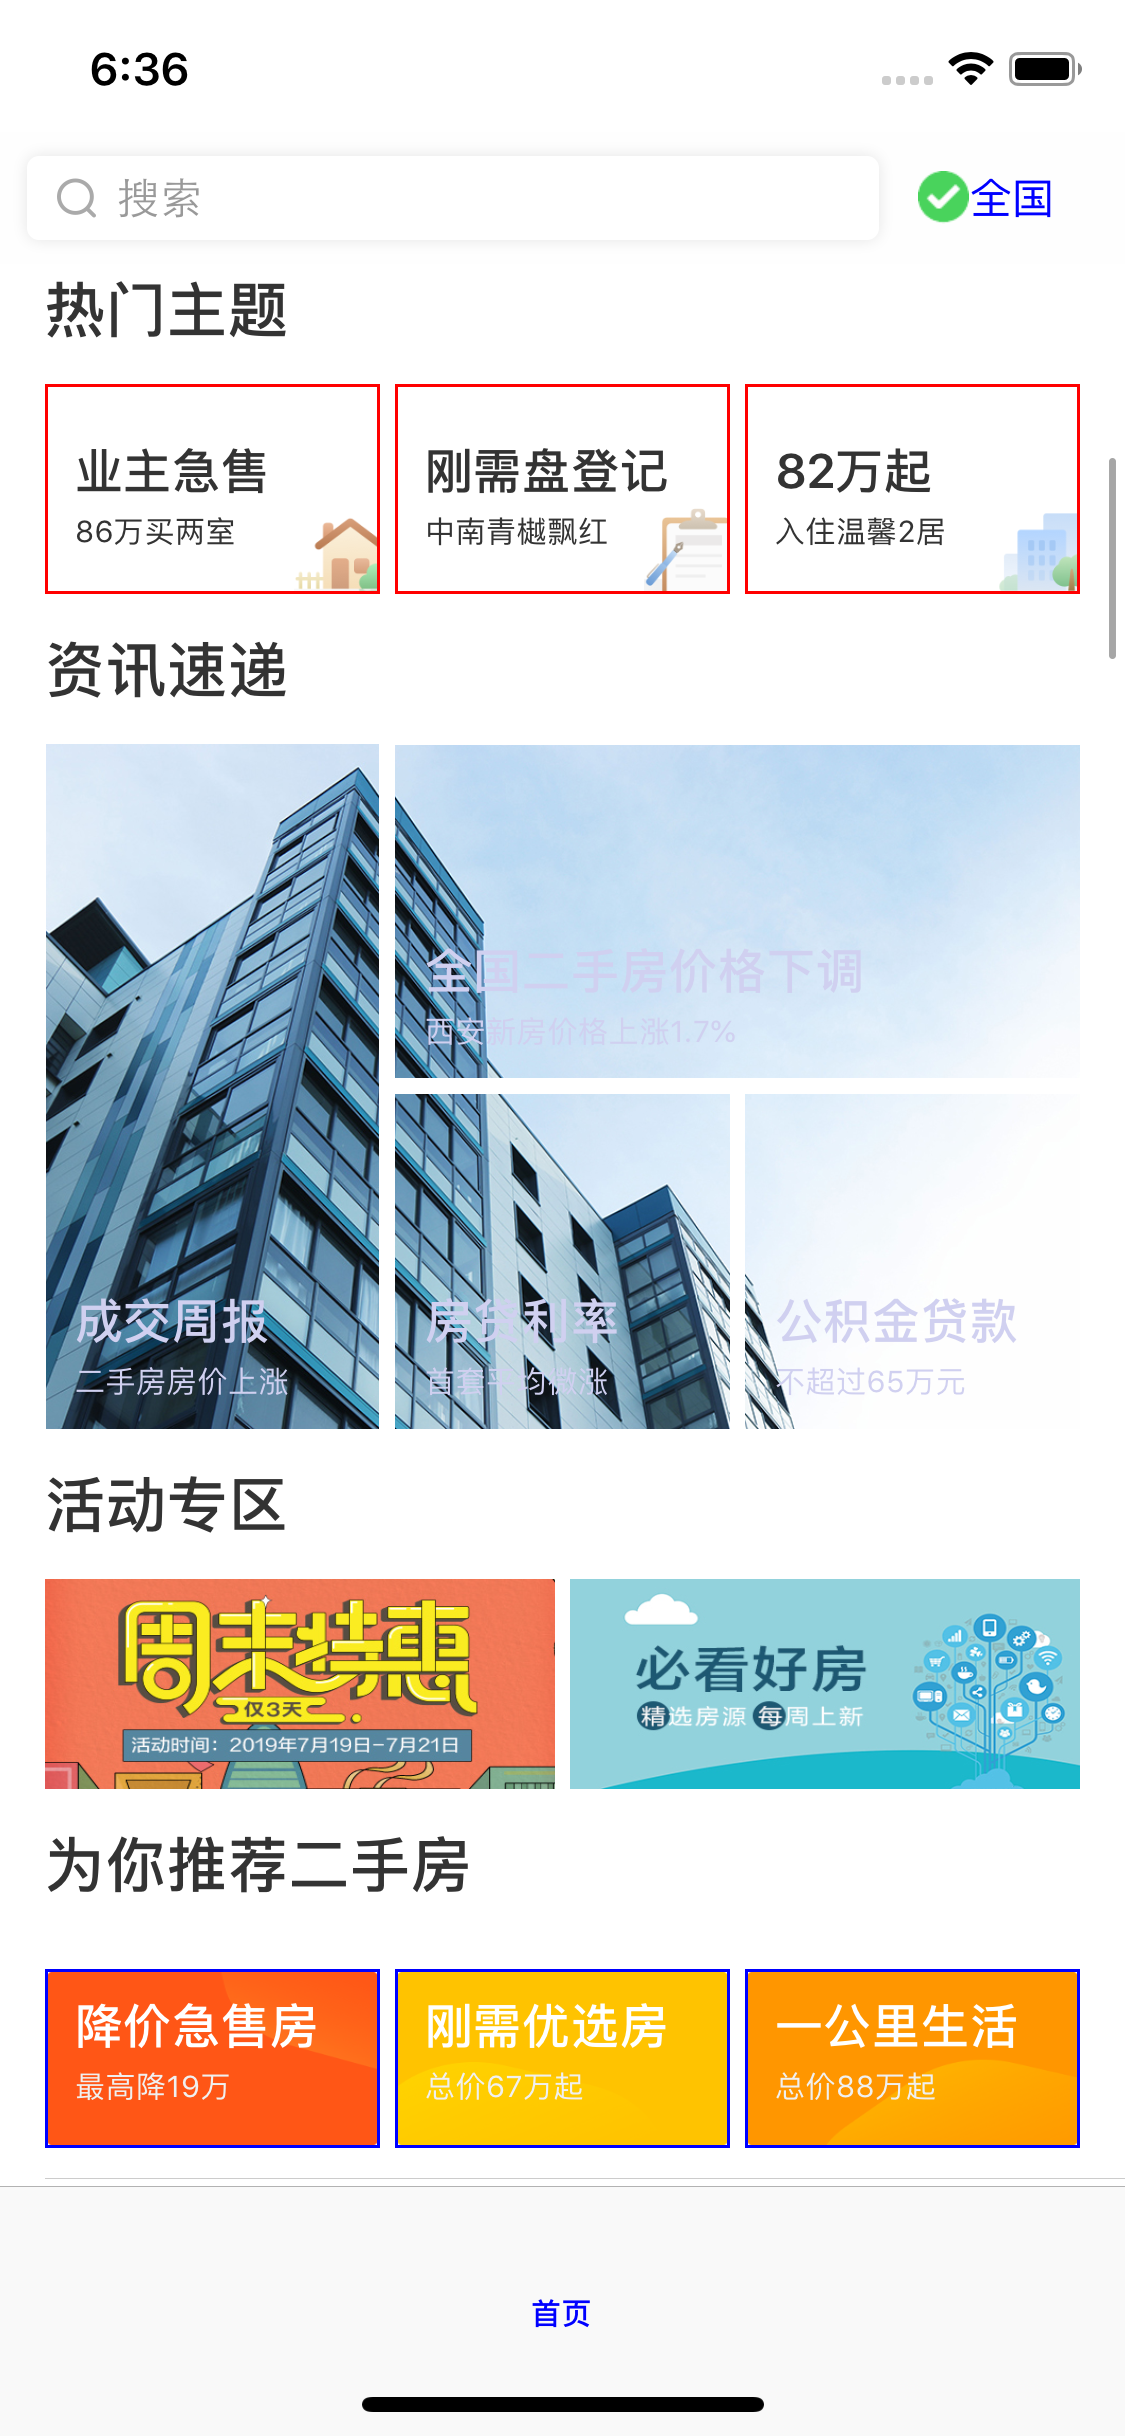 6:36
搜索
全国
热门主题
业主急售
86万买两室
刚需盘登记
中南青樾飘红
82万起
入住温馨2居
资讯速递
全国二手房价格下调
西安新房价格上涨1.7%
成交周报
二手房房价上涨
房贷利率
首套平均微涨
公积金贷款
不超过65万元
活动专区
周末特惠
仅3天
活动时间：2019年7月19日-7月21日
必看好房
精选房源 每周上新
为你推荐二手房
降价急售房
最高降19万
刚需优选房
总价67万起
一公里生活
总价88万起
首页